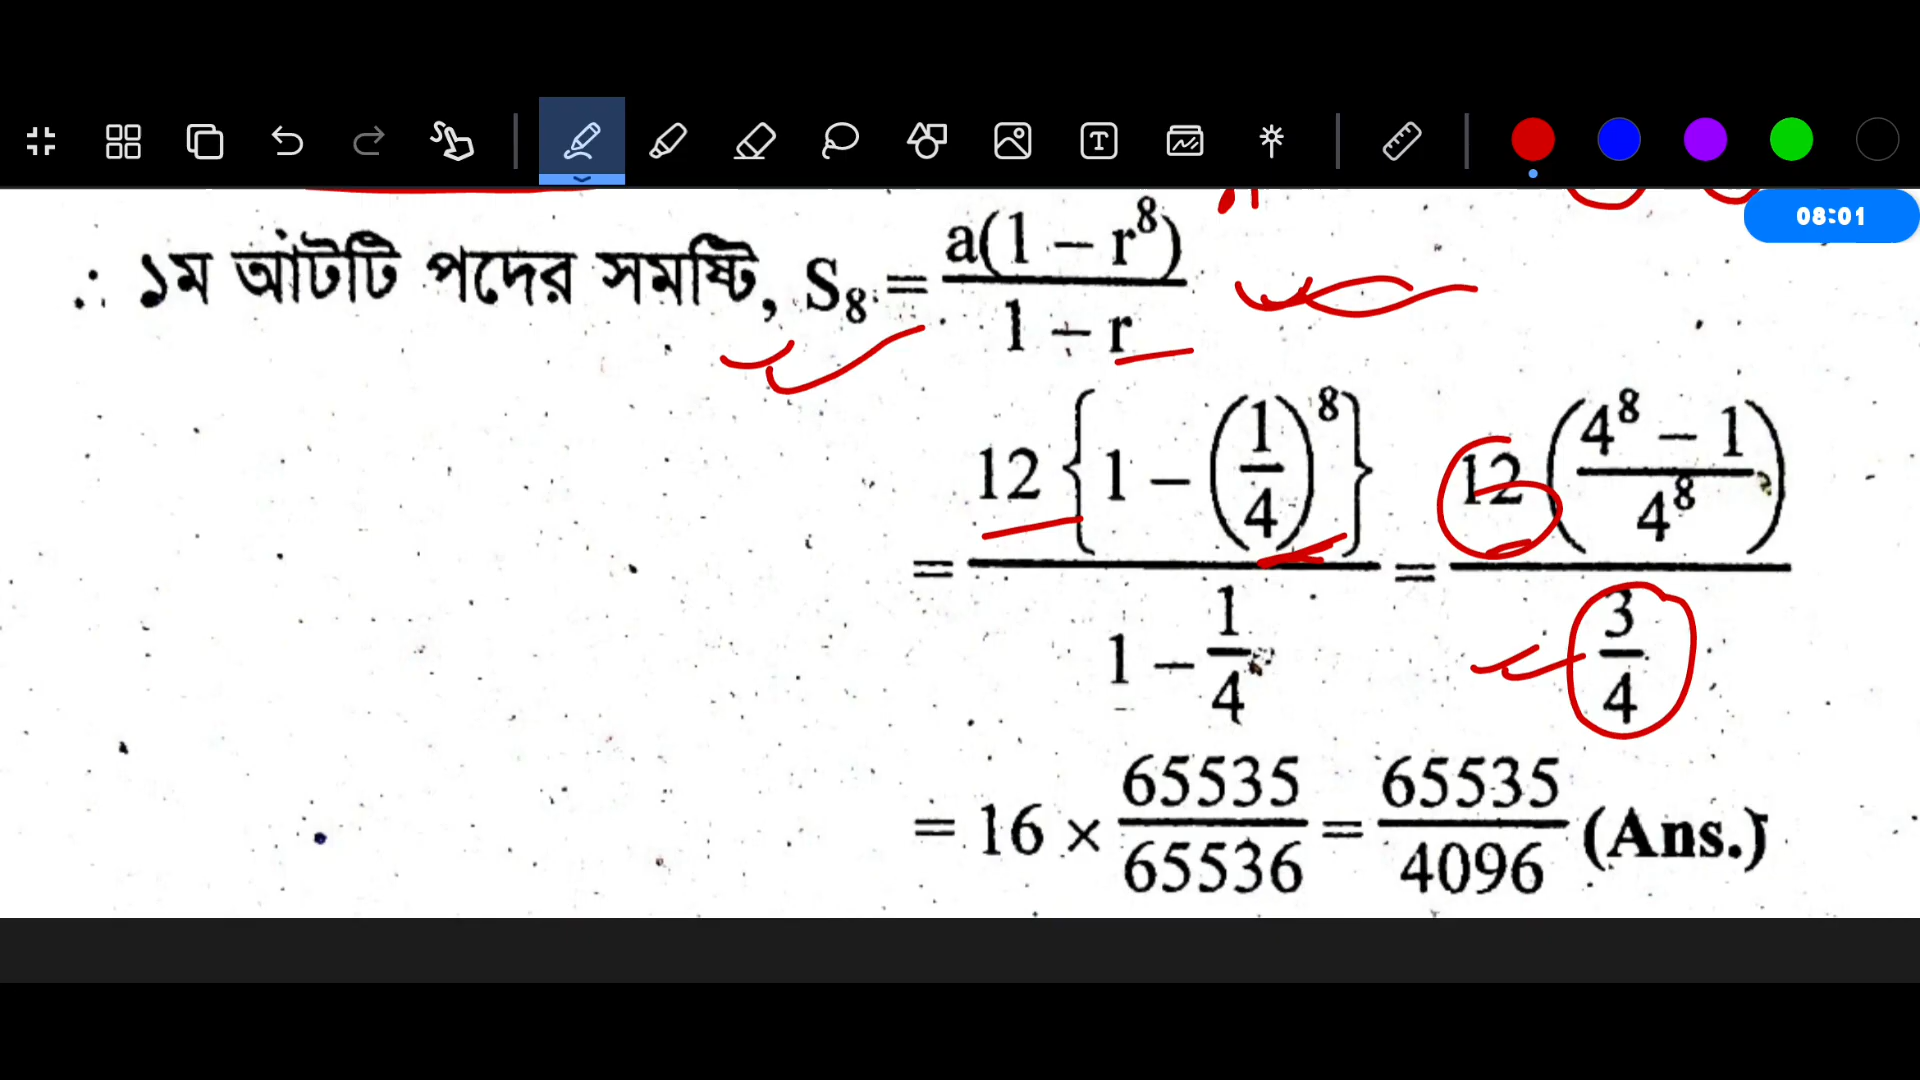 08:01
∴ ১ম আটটি পদের সমষ্টি, S₈ = a(1 − r⁸) / (1 − r)
= 12{1 − (1/4)⁸} / (1 − 1/4) = 12((4⁸ − 1)/4⁸) / (3/4)
= 16 × 65535/65536 = 65535/4096 (Ans.)